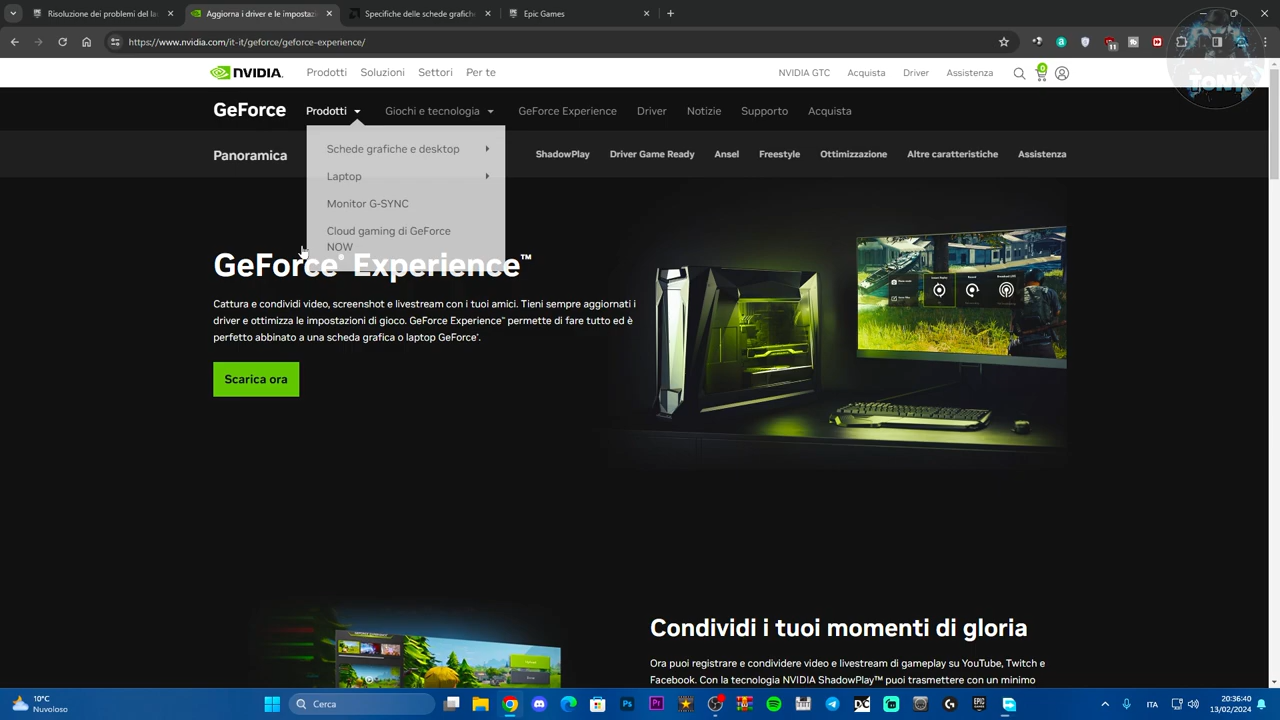 Risoluzione dei problemi del la
Aggiorna i driver e le impostazi
Specifiche delle schede grafich
Epic Games
https://www.nvidia.com/it-it/geforce/geforce-experience/
11
TONY
NVIDIA.
Prodotti
Soluzioni
Settori
Per te
NVIDIA GTC
Acquista
Driver
Assistenza
0
GeForce
Prodotti
Giochi e tecnologia
GeForce Experience
Driver
Notizie
Supporto
Acquista
Panoramica
ShadowPlay
Driver Game Ready
Ansel
Freestyle
Ottimizzazione
Altre caratteristiche
Assistenza
Schede grafiche e desktop
Laptop
Monitor G-SYNC
Cloud gaming di GeForce
NOW
GeForce® Experience™
Cattura e condividi video, screenshot e livestream con i tuoi amici. Tieni sempre aggiornati i
driver e ottimizza le impostazioni di gioco. GeForce Experience™ permette di fare tutto ed è
perfetto abbinato a una scheda grafica o laptop GeForce®.
Scarica ora
Condividi i tuoi momenti di gloria
Ora puoi registrare e condividere video e livestream di gameplay su YouTube, Twitch e
Facebook. Con la tecnologia NVIDIA ShadowPlay™ puoi trasmettere con un minimo
10°C
Nuvoloso
Cerca
ITA
20:36:40
13/02/2024